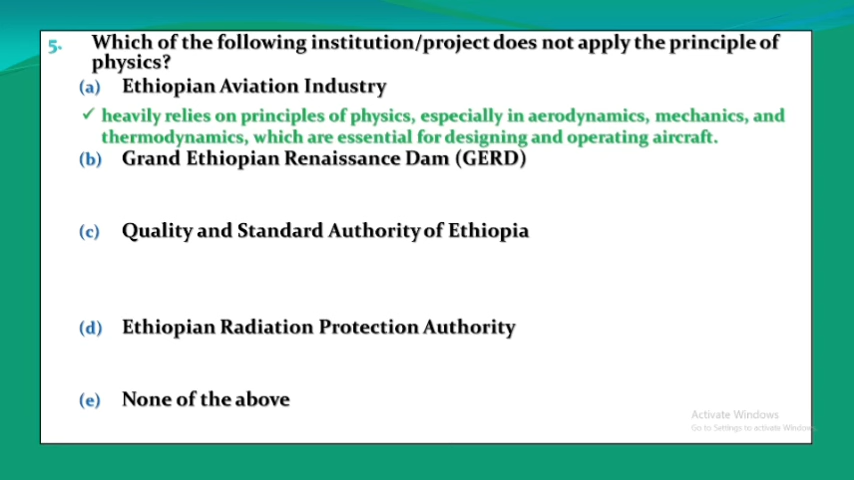 5. Which of the following institution/project does not apply the principle of
physics?
(a) Ethiopian Aviation Industry
✓ heavily relies on principles of physics, especially in aerodynamics, mechanics, and
thermodynamics, which are essential for designing and operating aircraft.
(b) Grand Ethiopian Renaissance Dam (GERD)
(c) Quality and Standard Authority of Ethiopia
(d) Ethiopian Radiation Protection Authority
(e) None of the above
Activate Windows
Go to Settings to activate Windows.